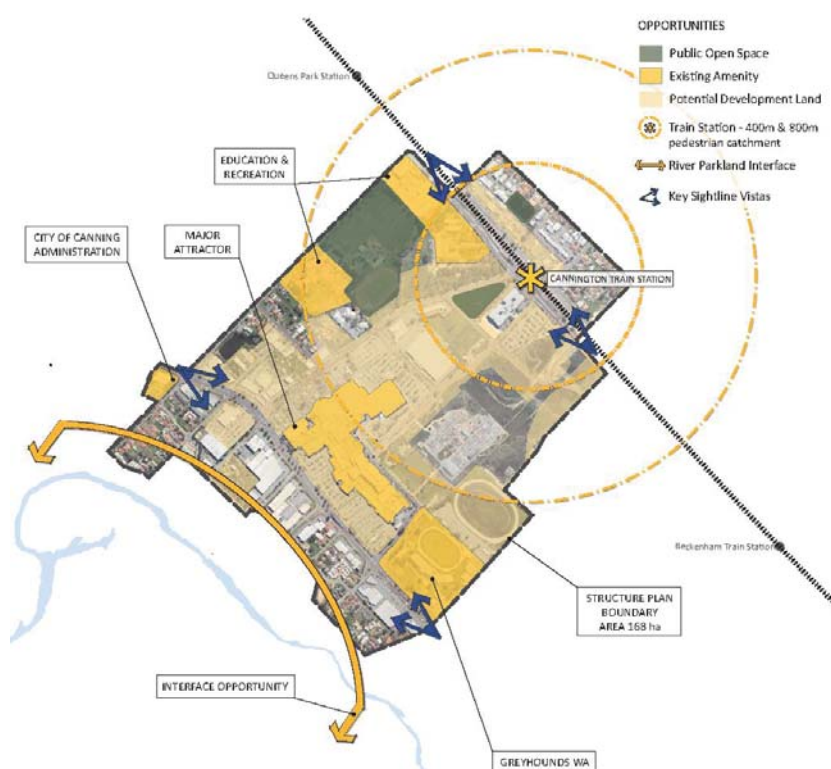 OPPORTUNITIES
Public Open Space
Existing Amenity
Potential Development Land
Train Station - 400m & 800m
pedestrian catchment
River Parkland Interface
Key Sightline Vistas
Queens Park Station
EDUCATION &
RECREATION
MAJOR
ATTRACTOR
CITY OF CANNING
ADMINISTRATION
CANNINGTON TRAIN STATION
Beckenham Train Station
STRUCTURE PLAN
BOUNDARY
AREA 168 ha
INTERFACE OPPORTUNITY
GREYHOUNDS WA